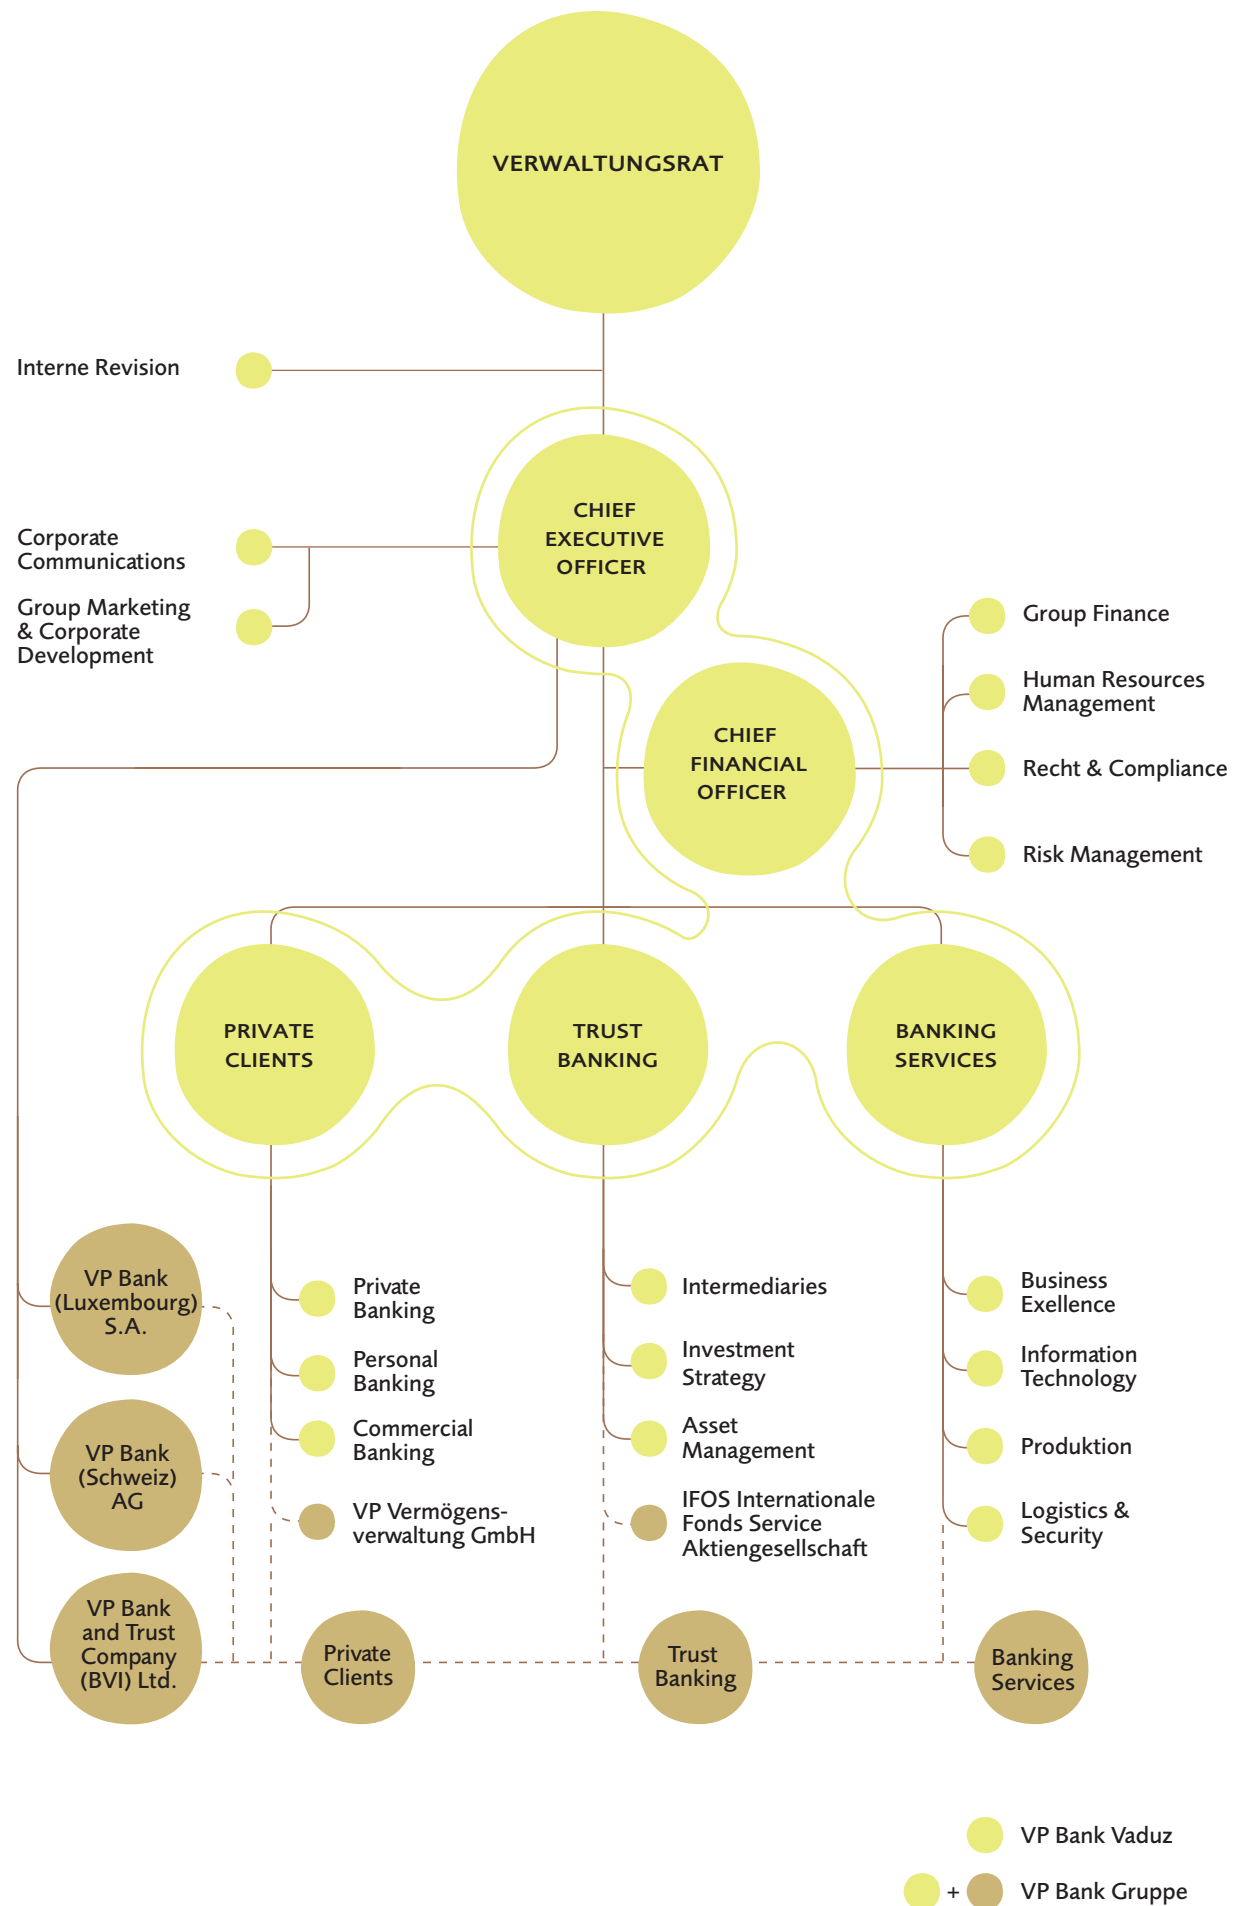 VERWALTUNGSRAT
Interne Revision
CHIEF
EXECUTIVE
OFFICER
Corporate
Communications
Group Marketing
& Corporate
Development
CHIEF
FINANCIAL
OFFICER
Group Finance
Human Resources
Management
Recht & Compliance
Risk Management
PRIVATE
CLIENTS
TRUST
BANKING
BANKING
SERVICES
VP Bank
(Luxembourg)
S.A.
VP Bank
(Schweiz)
AG
VP Bank
and Trust
Company
(BVI) Ltd.
Private
Banking
Personal
Banking
Commercial
Banking
VP Vermögens-
verwaltung GmbH
Intermediaries
Investment
Strategy
Asset
Management
IFOS Internationale
Fonds Service
Aktiengesellschaft
Business
Exellence
Information
Technology
Produktion
Logistics &
Security
Private
Clients
Trust
Banking
Banking
Services
VP Bank Vaduz
+ VP Bank Gruppe